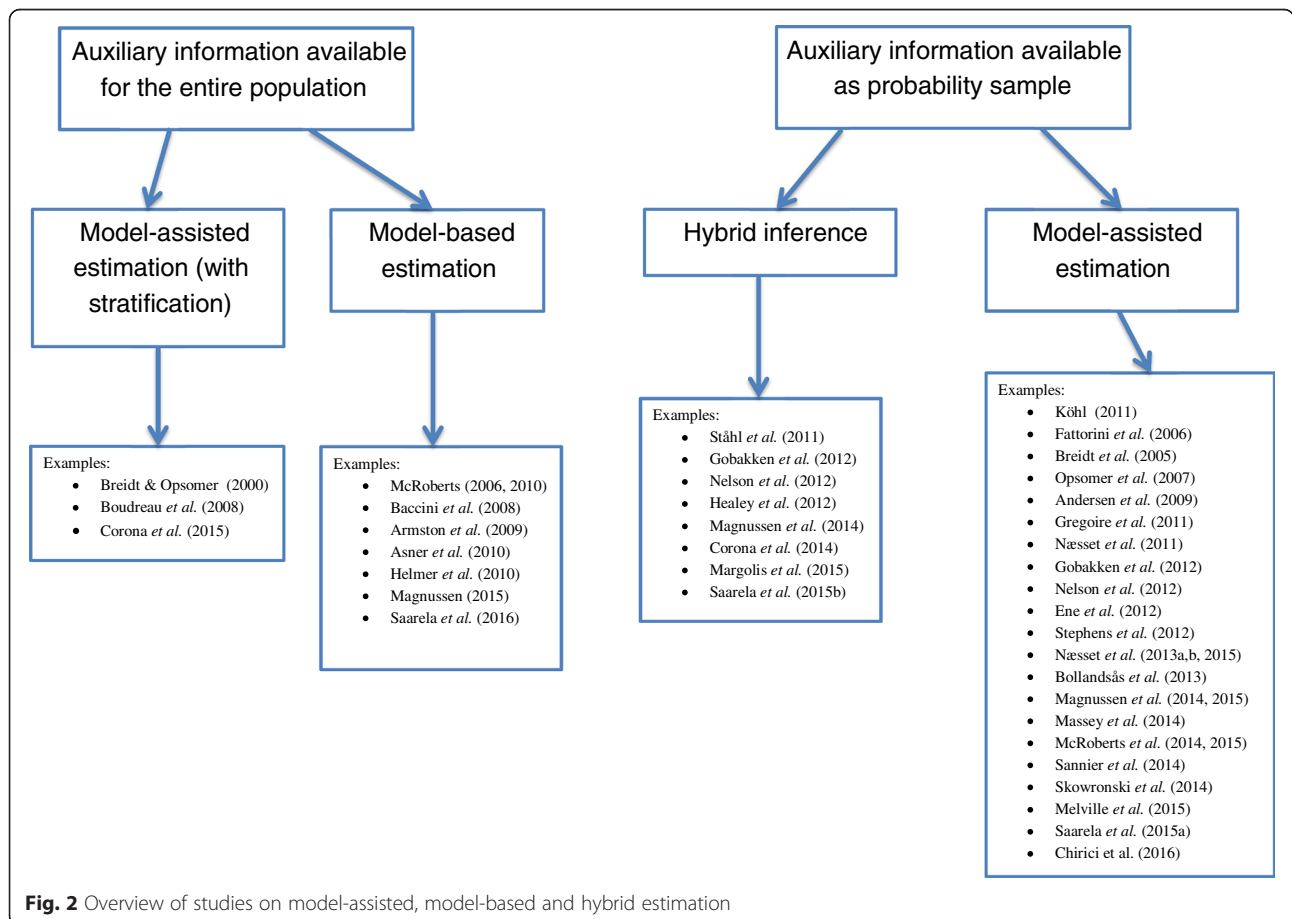 Auxiliary information available
for the entire population
Auxiliary information available
as probability sample
Model-assisted
estimation (with
stratification)
Model-based
estimation
Hybrid inference
Model-assisted
estimation
Examples:
• Breidt & Opsomer (2000)
• Boudreau et al. (2008)
• Corona et al. (2015)
Examples:
• McRoberts (2006, 2010)
• Baccini et al. (2008)
• Armston et al. (2009)
• Asner et al. (2010)
• Helmer et al. (2010)
• Magnussen (2015)
• Saarela et al. (2016)
Examples:
• Ståhl et al. (2011)
• Gobakken et al. (2012)
• Nelson et al. (2012)
• Healey et al. (2012)
• Magnussen et al. (2014)
• Corona et al. (2014)
• Margolis et al. (2015)
• Saarela et al. (2015b)
Examples:
• Köhl (2011)
• Fattorini et al. (2006)
• Breidt et al. (2005)
• Opsomer et al. (2007)
• Andersen et al. (2009)
• Gregoire et al. (2011)
• Næsset et al. (2011)
• Gobakken et al. (2012)
• Nelson et al. (2012)
• Ene et al. (2012)
• Stephens et al. (2012)
• Næsset et al. (2013a,b, 2015)
• Bollandsås et al. (2013)
• Magnussen et al. (2014, 2015)
• Massey et al. (2014)
• McRoberts et al. (2014, 2015)
• Sannier et al. (2014)
• Skowronski et al. (2014)
• Melville et al. (2015)
• Saarela et al. (2015a)
• Chirici et al. (2016)
Fig. 2 Overview of studies on model-assisted, model-based and hybrid estimation